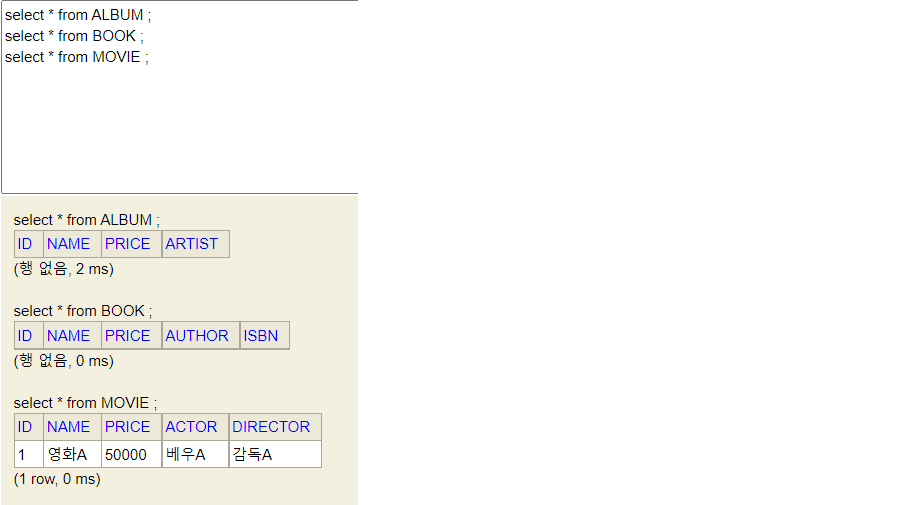 select * from ALBUM ;
select * from BOOK ;
select * from MOVIE ;
select * from ALBUM ;
ID NAME PRICE ARTIST
(행 없음, 2 ms)
select * from BOOK ;
ID NAME PRICE AUTHOR ISBN
(행 없음, 0 ms)
select * from MOVIE ;
ID NAME PRICE ACTOR DIRECTOR
1 영화A 50000 베우A 감독A
(1 row, 0 ms)